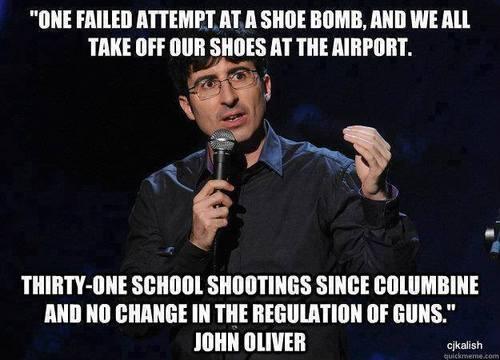 "ONE FAILED ATTEMPT AT A SHOE BOMB, AND WE ALL
TAKE OFF OUR SHOES AT THE AIRPORT.
THIRTY-ONE SCHOOL SHOOTINGS SINCE COLUMBINE
AND NO CHANGE IN THE REGULATION OF GUNS."
JOHN OLIVER
cjkalish
quickmeme.com